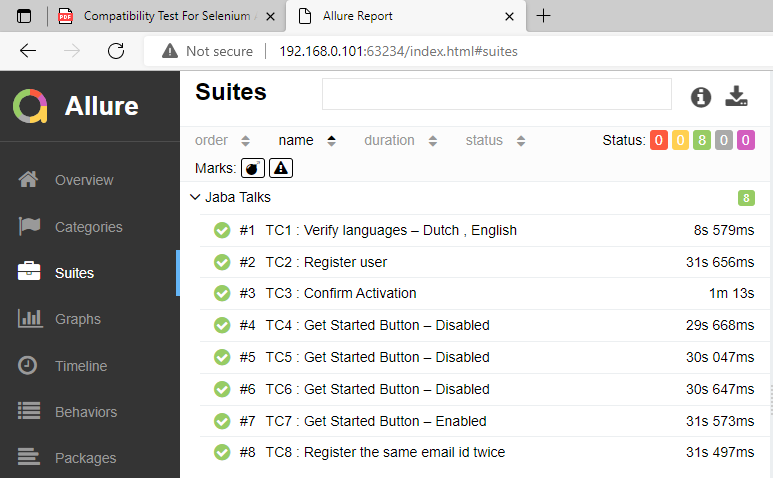 PDF Compatibility Test For Selenium Allure Report
Not secure 192.168.0.101:63234/index.html#suites
Allure
Overview
Categories
Suites
Graphs
Timeline
Behaviors
Packages
Suites
order name duration status Status: 0 0 8 0 0
Marks:
Jaba Talks 8
#1 TC1 : Verify languages – Dutch , English 8s 579ms
#2 TC2 : Register user 31s 656ms
#3 TC3 : Confirm Activation 1m 13s
#4 TC4 : Get Started Button – Disabled 29s 668ms
#5 TC5 : Get Started Button – Disabled 30s 047ms
#6 TC6 : Get Started Button – Disabled 30s 647ms
#7 TC7 : Get Started Button – Enabled 31s 573ms
#8 TC8 : Register the same email id twice 31s 497ms